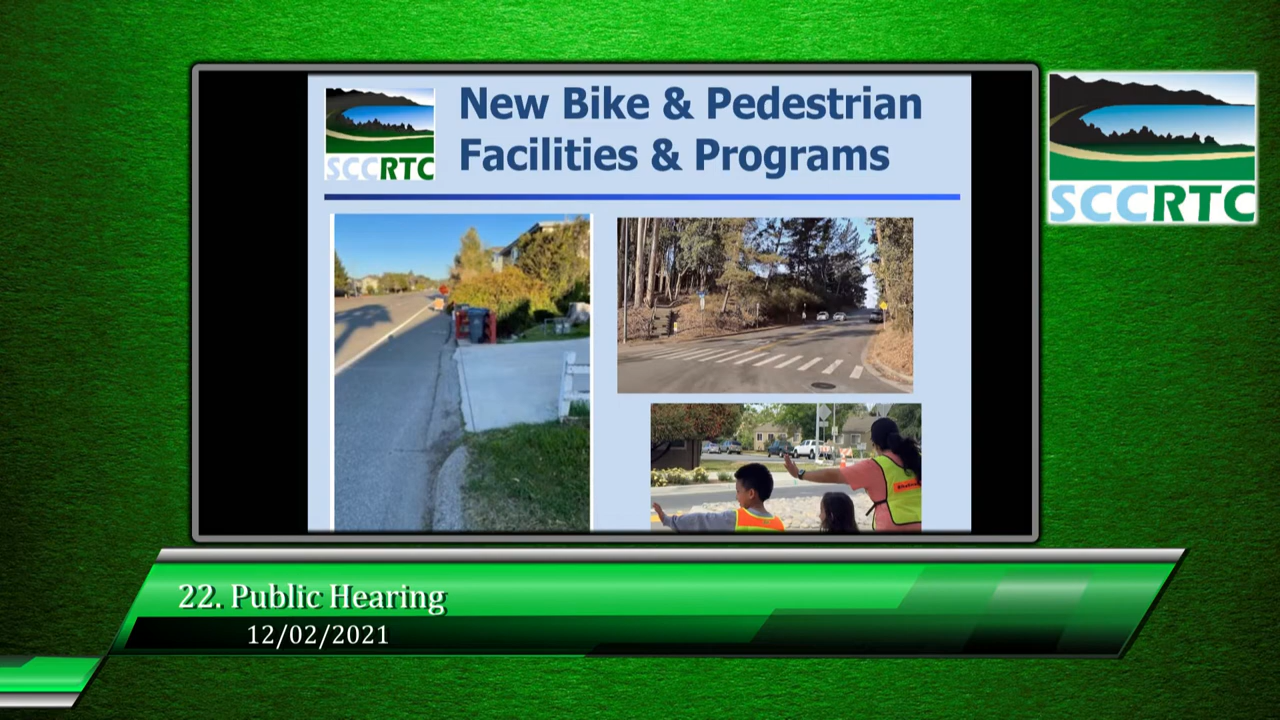 New Bike & Pedestrian
Facilities & Programs
SCCRTC
SCCRTC
22. Public Hearing
12/02/2021